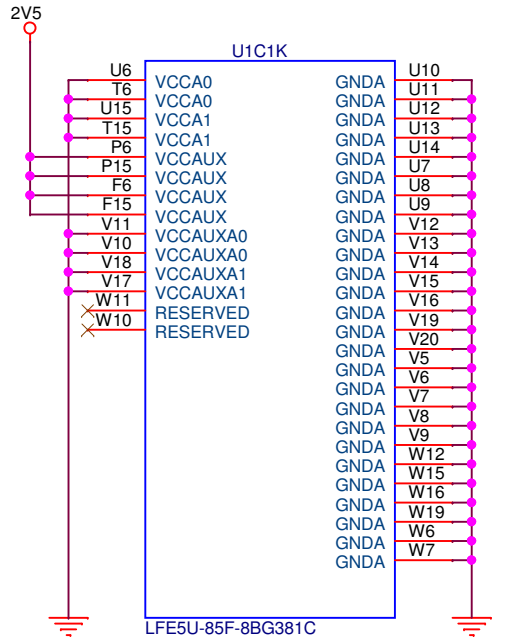 2V5
U1C1K
U6 VCCA0 GNDA U10
T6 VCCA0 GNDA U11
U15 VCCA1 GNDA U12
T15 VCCA1 GNDA U13
P6 VCCAUX GNDA U14
P15 VCCAUX GNDA U7
F6 VCCAUX GNDA U8
F15 VCCAUX GNDA U9
V11 VCCAUXA0 GNDA V12
V10 VCCAUXA0 GNDA V13
V18 VCCAUXA1 GNDA V14
V17 VCCAUXA1 GNDA V15
W11 RESERVED GNDA V16
W10 RESERVED GNDA V19
GNDA V20
GNDA V5
GNDA V6
GNDA V7
GNDA V8
GNDA V9
GNDA W12
GNDA W15
GNDA W16
GNDA W19
GNDA W6
GNDA W7
LFE5U-85F-8BG381C